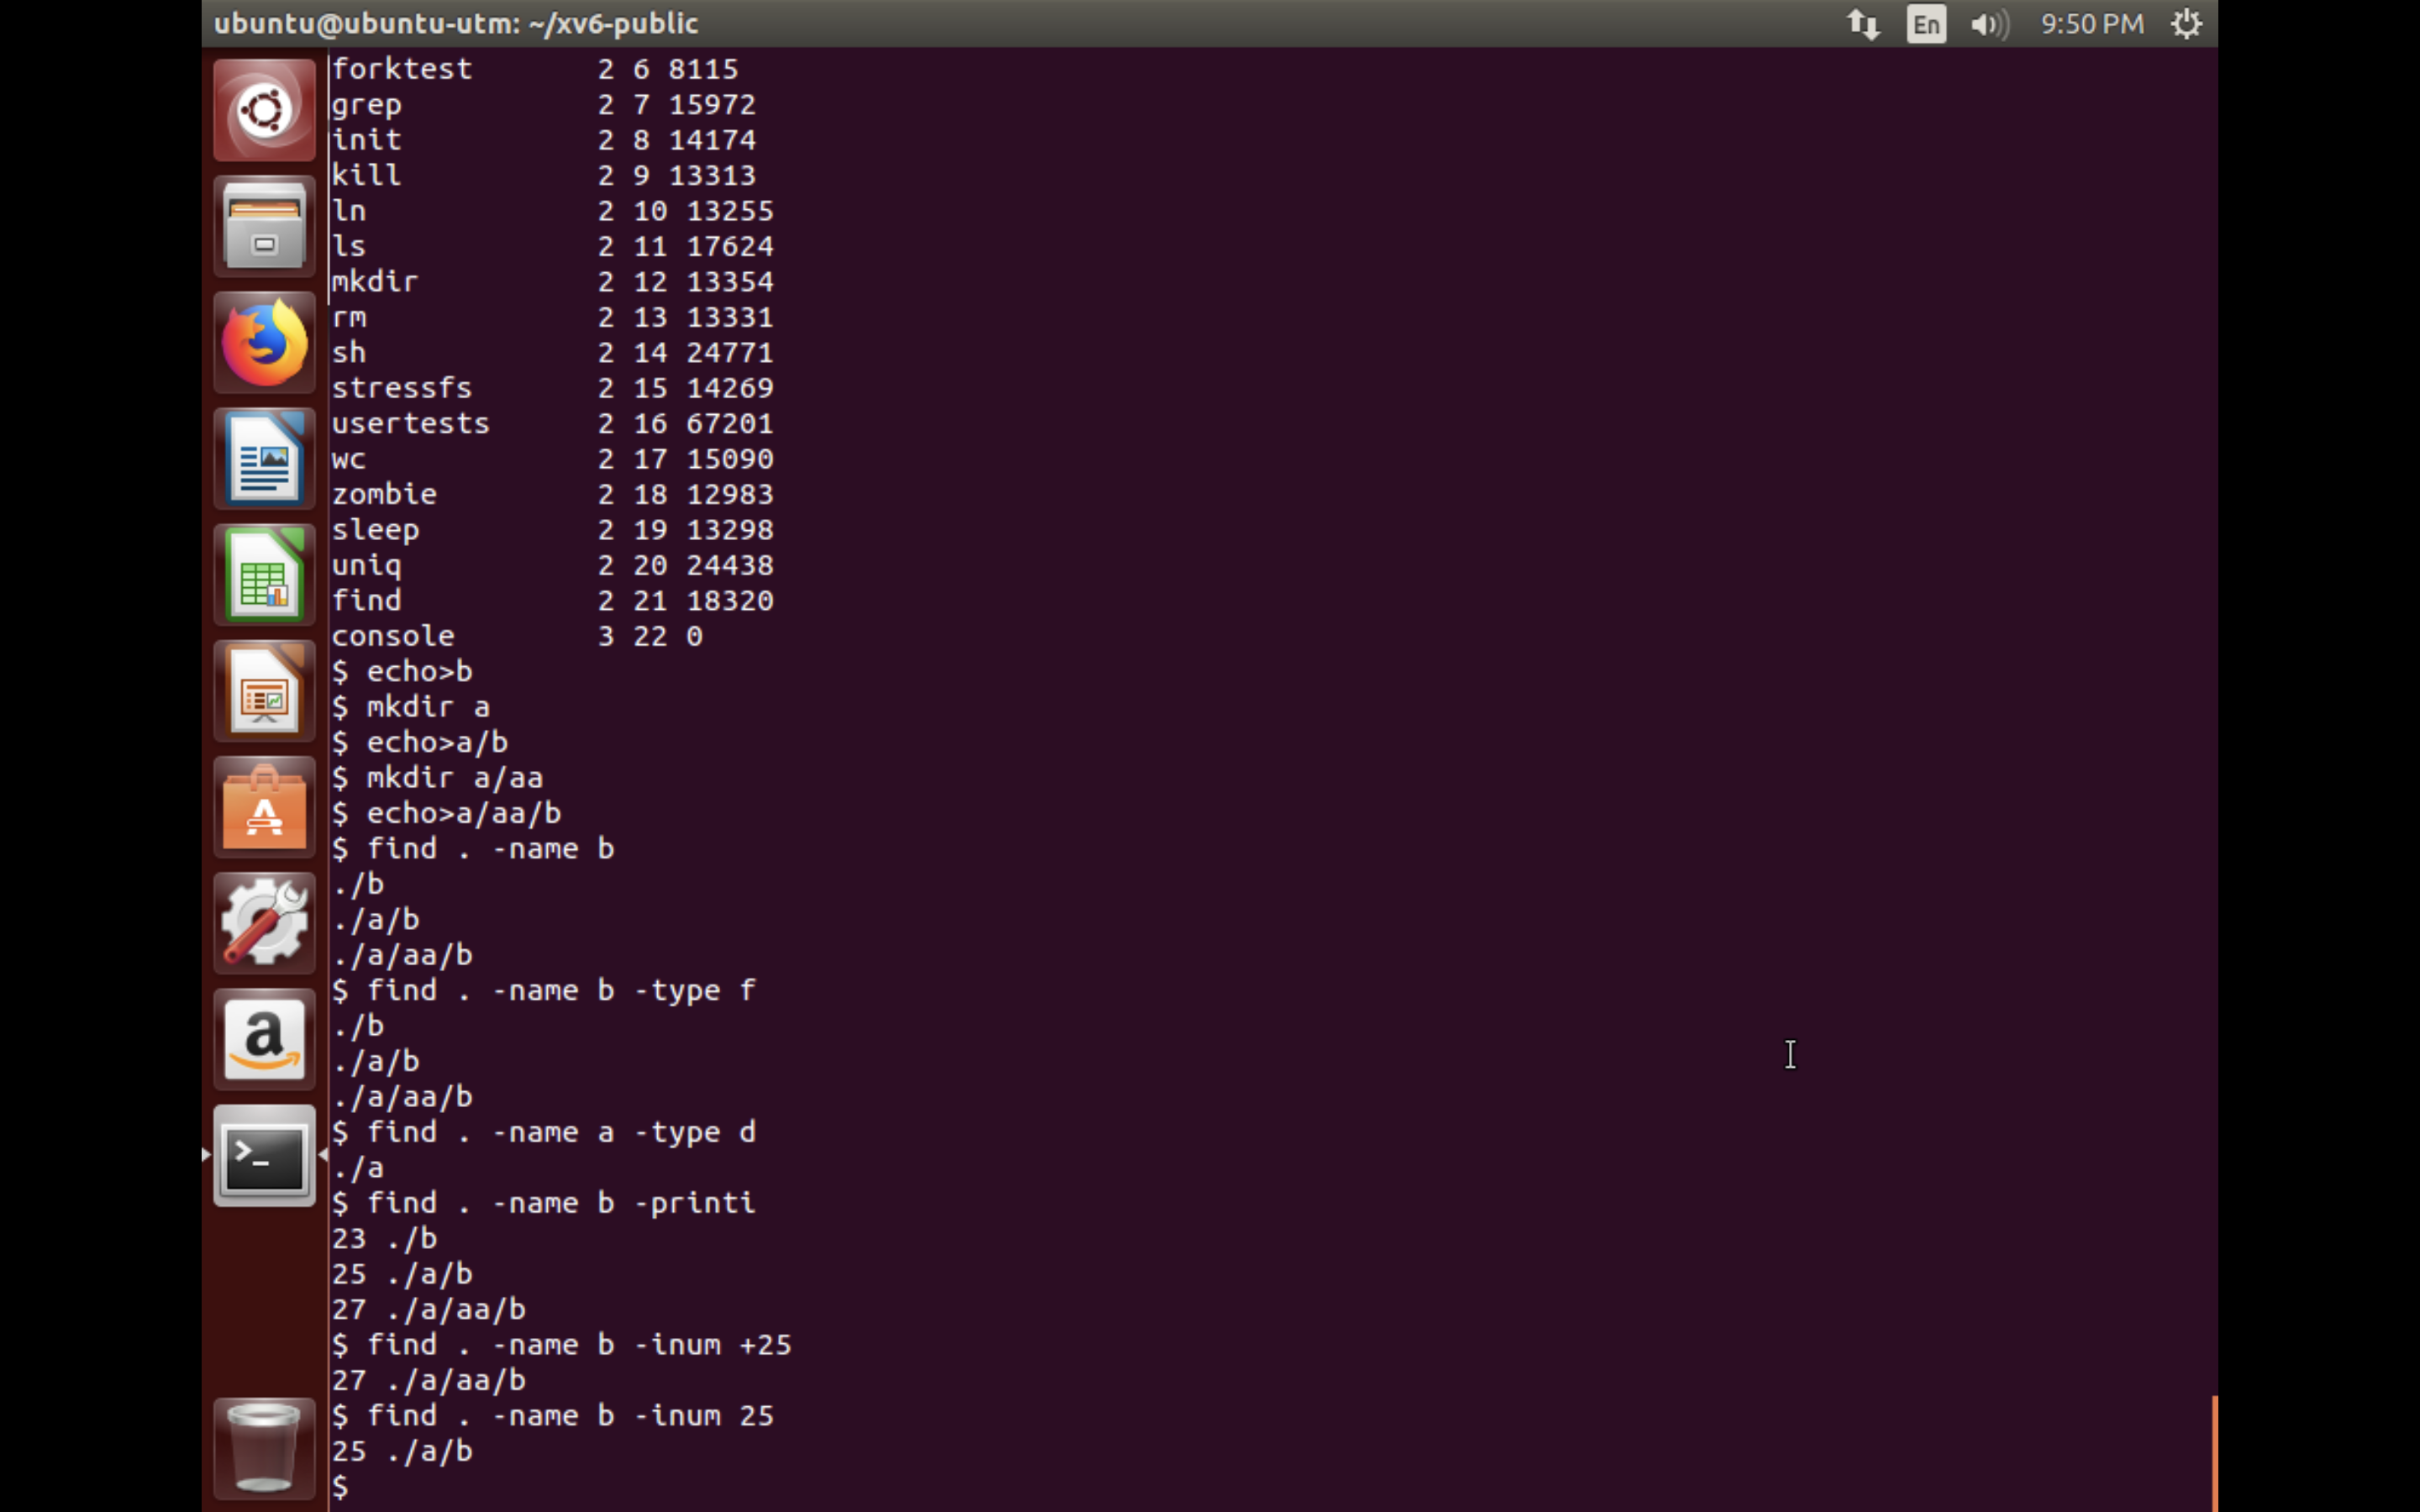 ubuntu@ubuntu-utm: ~/xv6-public En 9:50 PM
forktest 2 6 8115
grep 2 7 15972
init 2 8 14174
kill 2 9 13313
ln 2 10 13255
ls 2 11 17624
mkdir 2 12 13354
rm 2 13 13331
sh 2 14 24771
stressfs 2 15 14269
usertests 2 16 67201
wc 2 17 15090
zombie 2 18 12983
sleep 2 19 13298
uniq 2 20 24438
find 2 21 18320
console 3 22 0
$ echo>b
$ mkdir a
$ echo>a/b
$ mkdir a/aa
$ echo>a/aa/b
$ find . -name b
./b
./a/b
./a/aa/b
$ find . -name b -type f
./b
./a/b
./a/aa/b
$ find . -name a -type d
./a
$ find . -name b -printi
23 ./b
25 ./a/b
27 ./a/aa/b
$ find . -name b -inum +25
27 ./a/aa/b
$ find . -name b -inum 25
25 ./a/b
$